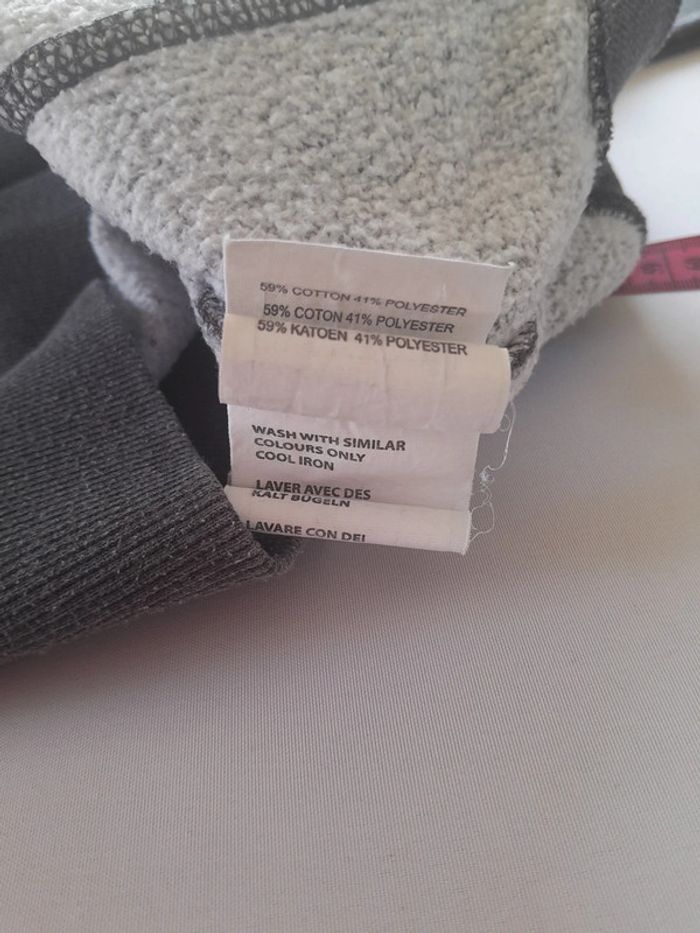 59% COTTON 41% POLYESTER
59% COTON 41% POLYESTER
59% KATOEN 41% POLYESTER
WASH WITH SIMILAR
COLOURS ONLY
COOL IRON
LAVER AVEC DES
KALT BÜGELN
LAVARE CON DEI